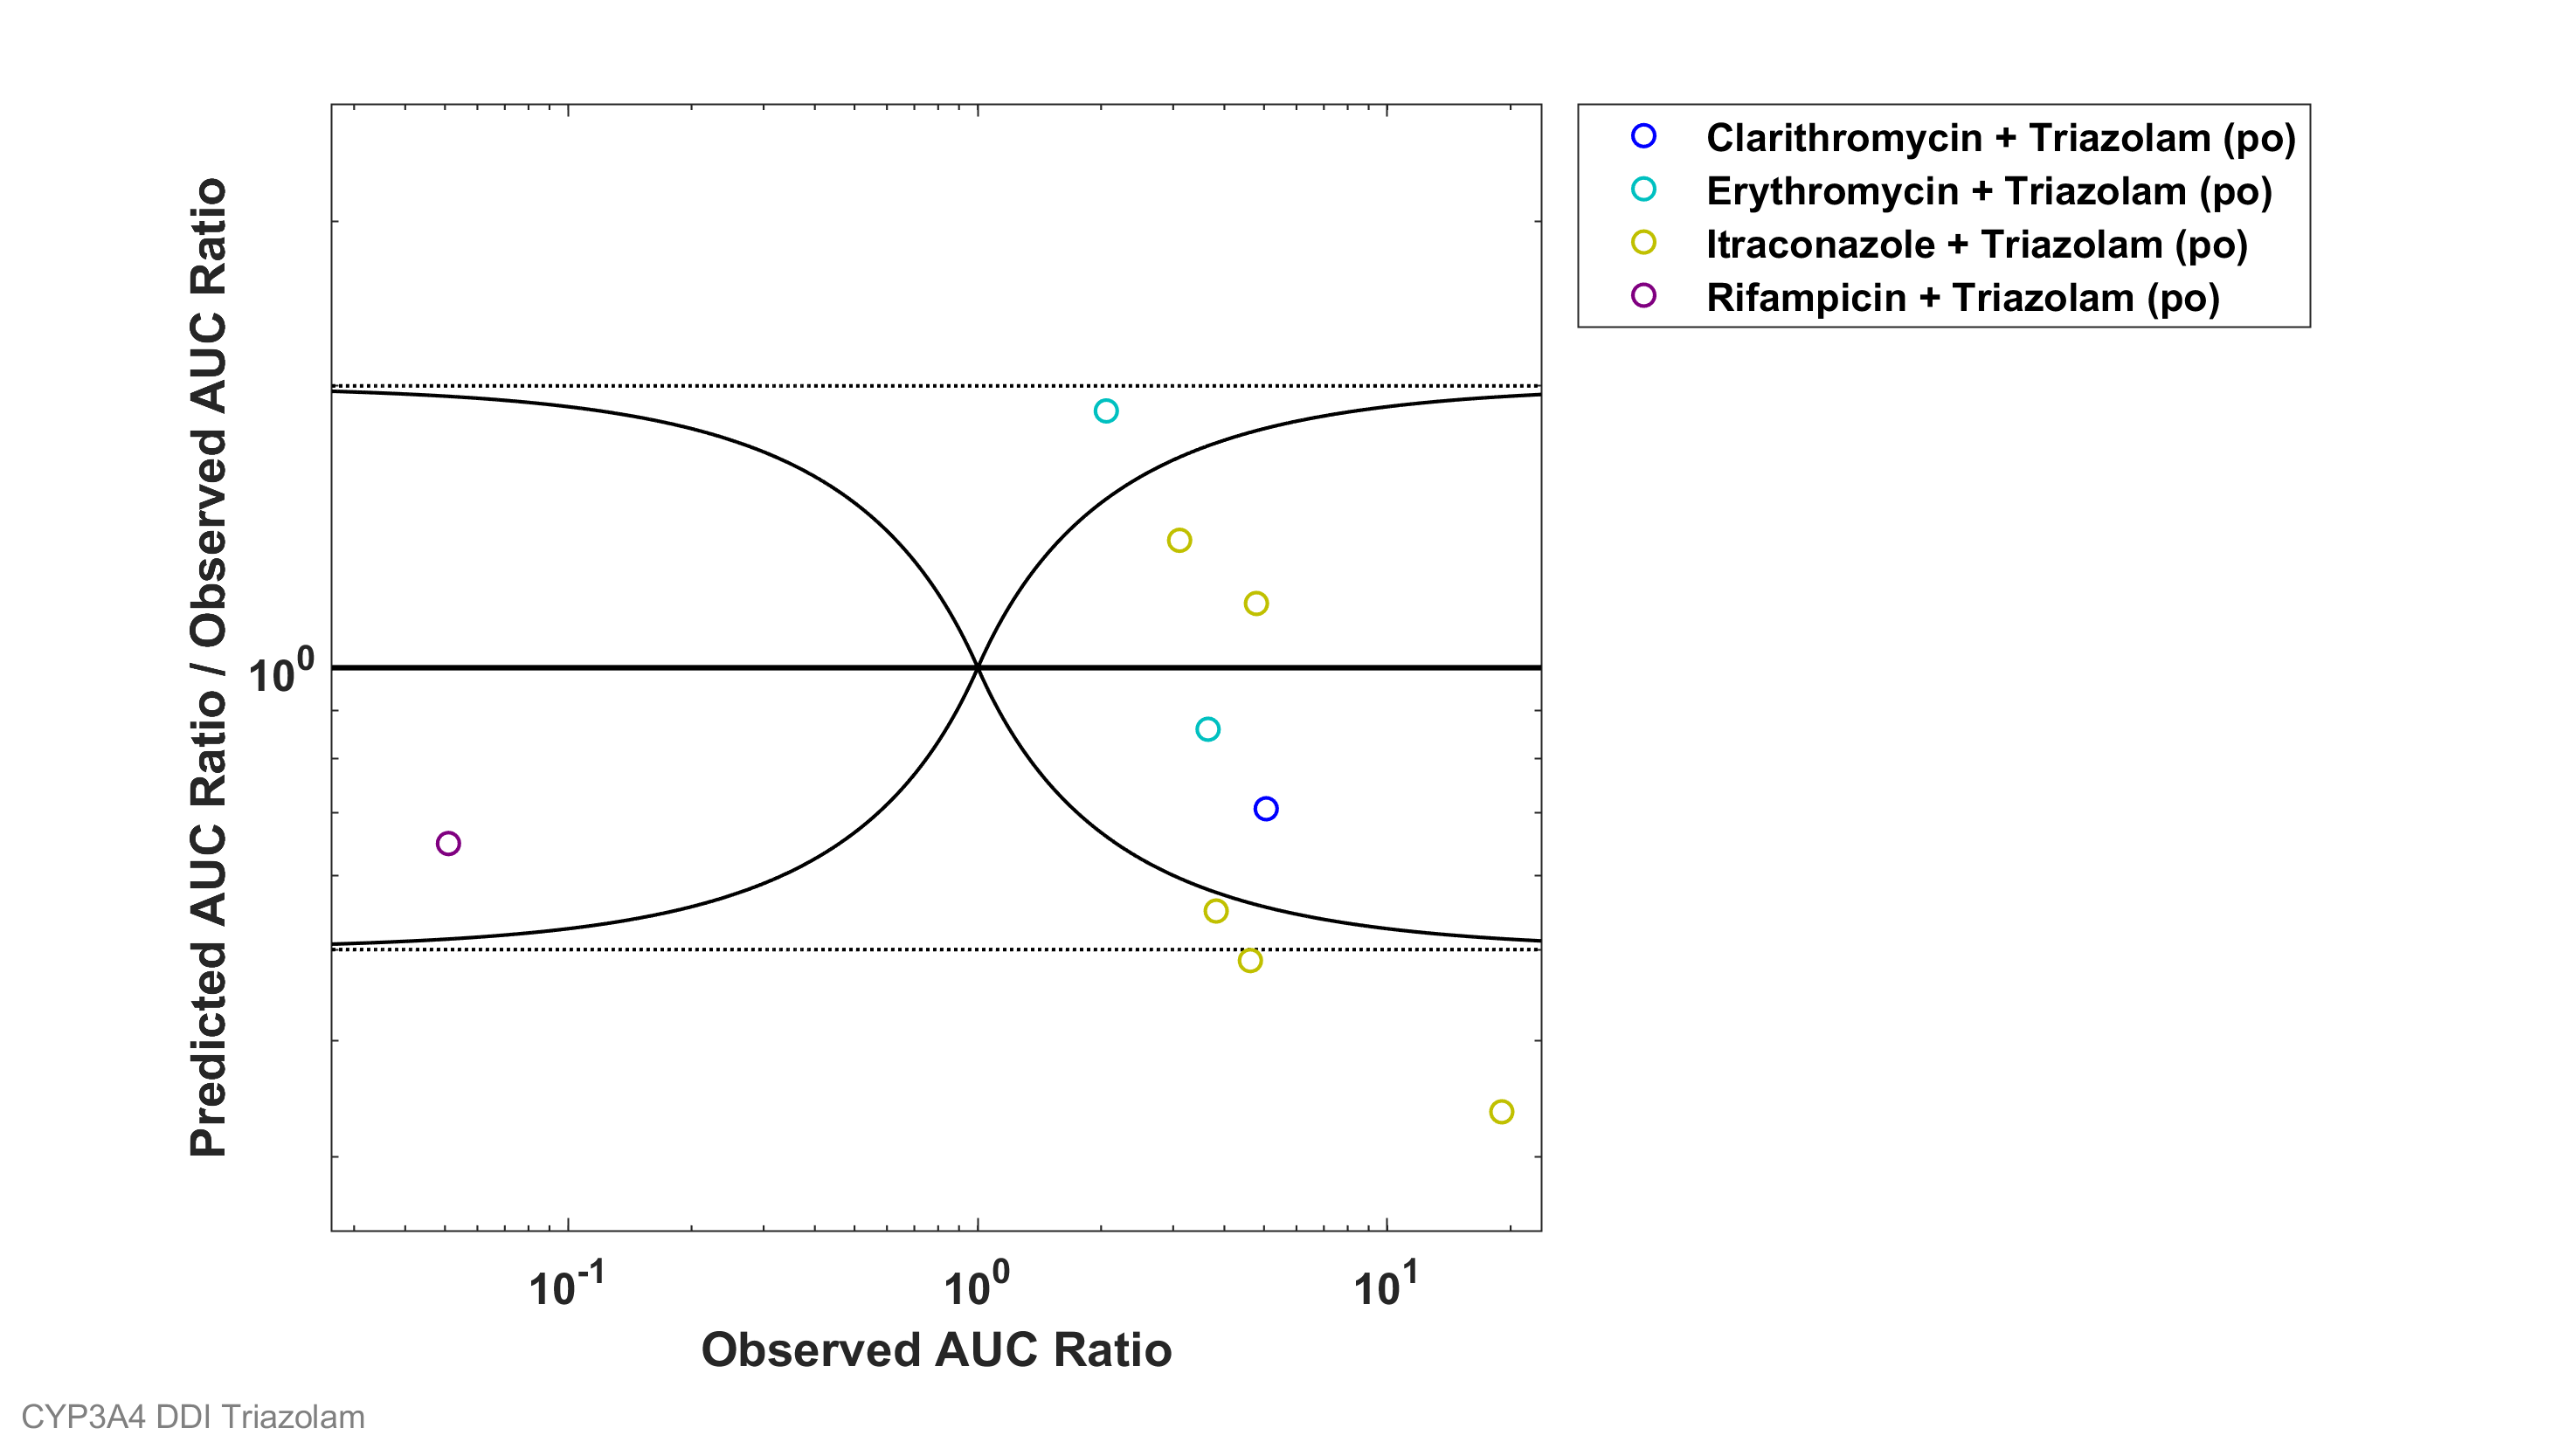 Predicted AUC Ratio / Observed AUC Ratio
10^0
10^-1
10^0
10^1
Observed AUC Ratio
Clarithromycin + Triazolam (po)
Erythromycin + Triazolam (po)
Itraconazole + Triazolam (po)
Rifampicin + Triazolam (po)
CYP3A4 DDI Triazolam